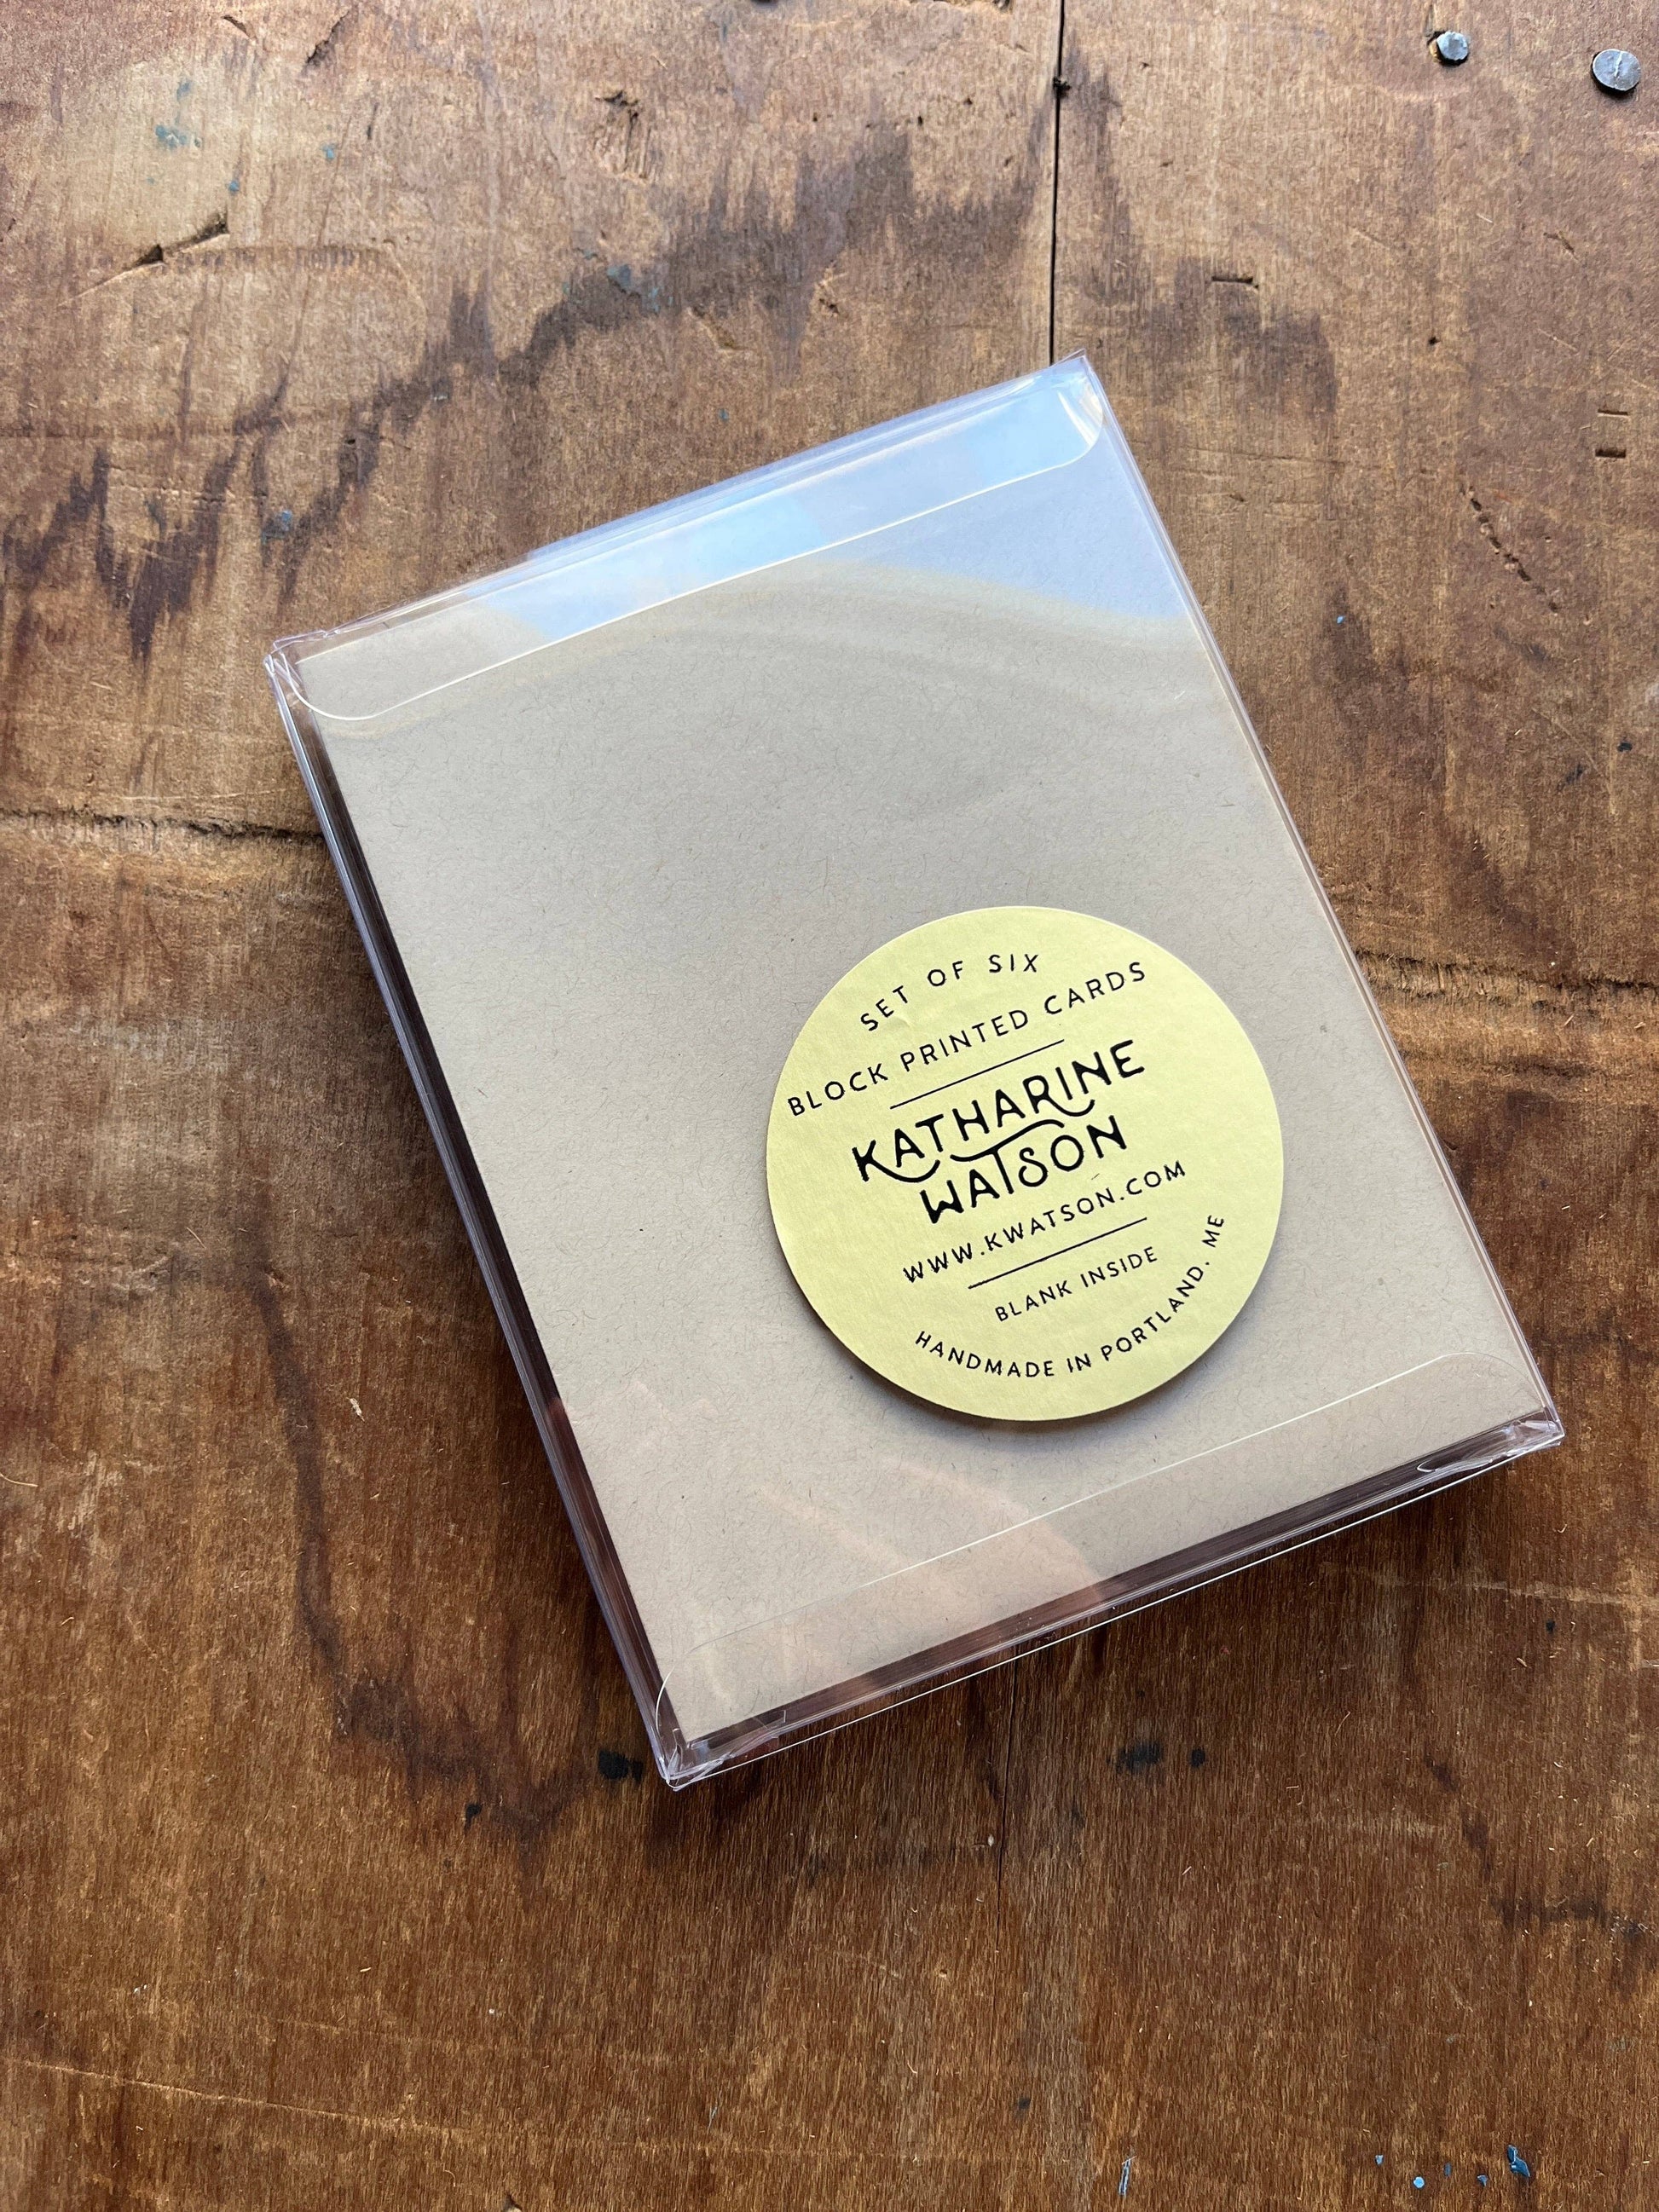 SET OF SIX
BLOCK PRINTED CARDS
KATHARINE
WATSON
WWW.KWATSON.COM
BLANK INSIDE
HANDMADE IN PORTLAND, ME